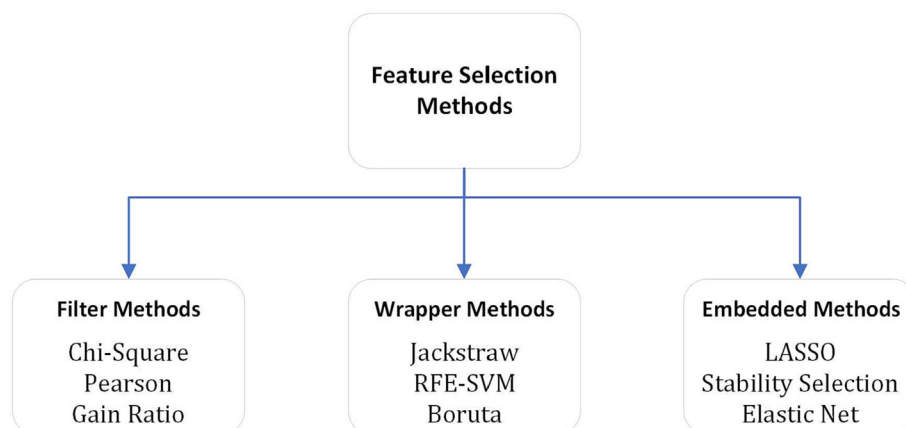 Feature Selection
Methods
Filter Methods
Chi-Square
Pearson
Gain Ratio
Wrapper Methods
Jackstraw
RFE-SVM
Boruta
Embedded Methods
LASSO
Stability Selection
Elastic Net